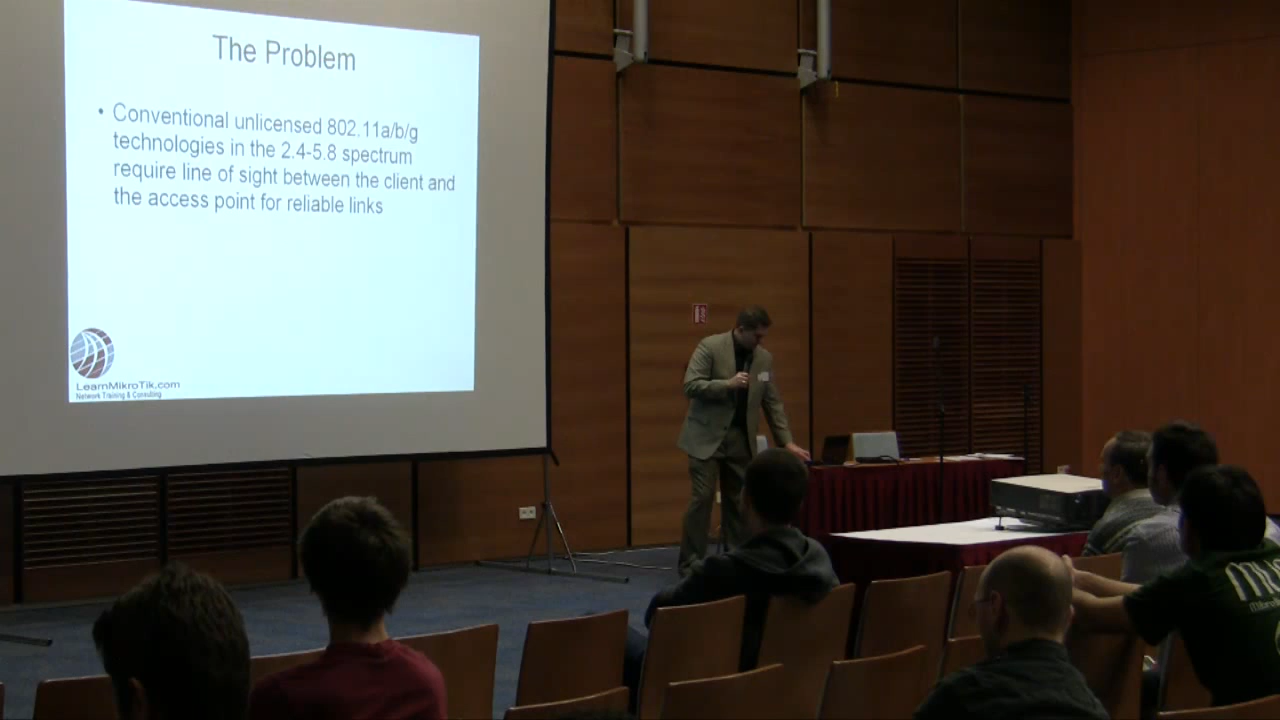 The Problem
• Conventional unlicensed 802.11a/b/g
technologies in the 2.4-5.8 spectrum
require line of sight between the client and
the access point for reliable links
LearnMikroTik.com
Network Training & Consulting